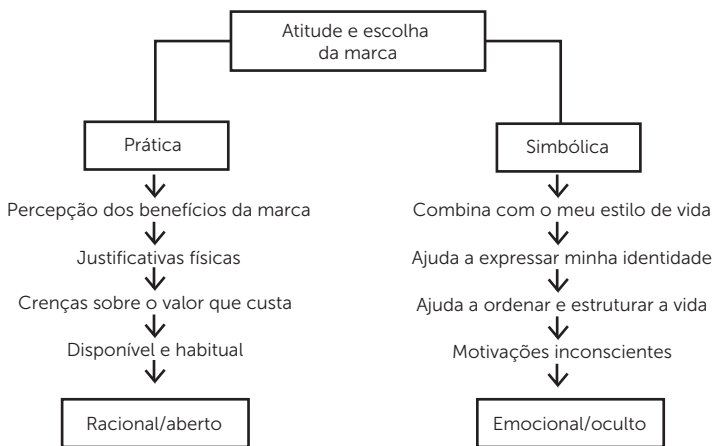 Atitude e escolha
da marca
Prática
Percepção dos benefícios da marca
Justificativas físicas
Crenças sobre o valor que custa
Disponível e habitual
Racional/aberto
Simbólica
Combina com o meu estilo de vida
Ajuda a expressar minha identidade
Ajuda a ordenar e estruturar a vida
Motivações inconscientes
Emocional/oculto